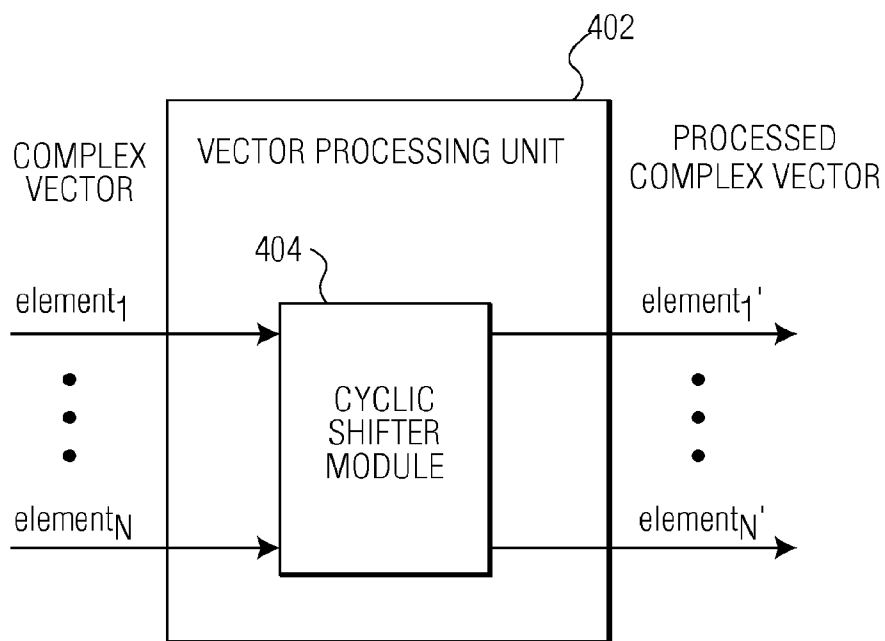 402
COMPLEX
VECTOR
VECTOR PROCESSING UNIT
PROCESSED
COMPLEX VECTOR
404
element1
element1'
CYCLIC
SHIFTER
MODULE
elementN
elementN'